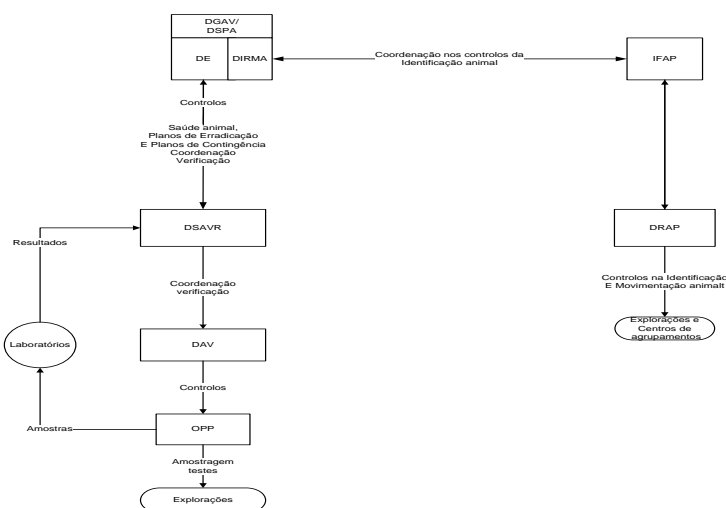 DGAV/
DSPA
DE
DIRMA
Coordenação nos controlos da
Identificação animal
IFAP
Controlos
Saúde animal,
Planos de Erradicação
E Planos de Contingência
Coordenação
Verificação
DSAVR
DRAP
Resultados
Coordenação
verificação
Controlos na Identificação
E Movimentação animalt
Explorações e
Centros de
agrupamentos
Laboratórios
DAV
Controlos
Amostras
OPP
Amostragem
testes
Explorações